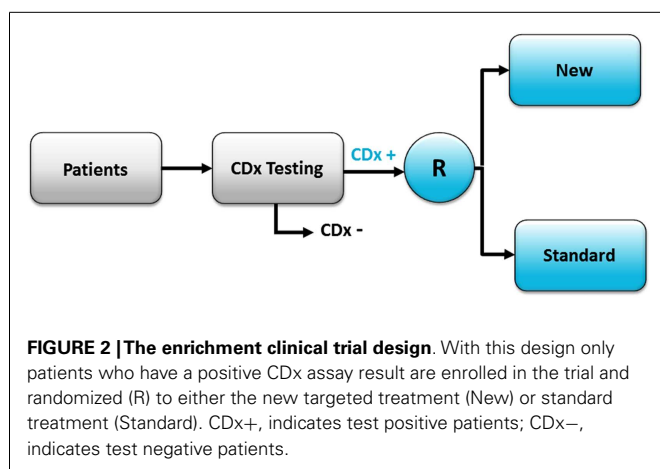 New
CDx +
Patients
CDx Testing
R
CDx -
Standard
FIGURE 2 | The enrichment clinical trial design. With this design only
patients who have a positive CDx assay result are enrolled in the trial and
randomized (R) to either the new targeted treatment (New) or standard
treatment (Standard). CDx+, indicates test positive patients; CDx−,
indicates test negative patients.